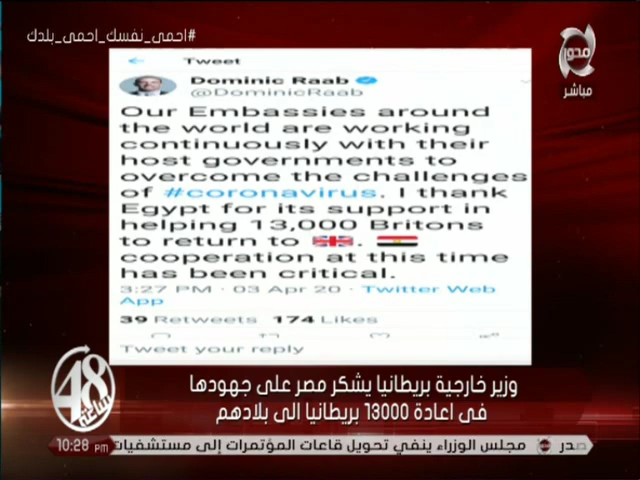 #احمى_نفسك_احمى_بلدك
محور
مباشر
Tweet
Dominic Raab
@DominicRaab
Our Embassies around
the world are working
continuously with their
host governments to
overcome the challenges
of #coronavirus. I thank
Egypt for its support in
helping 13,000 Britons
to return to 🇬🇧. 🇪🇬
cooperation at this time
has been critical.
3:27 PM · 03 Apr 20 · Twitter Web
App
39 Retweets 174 Likes
Tweet your reply
وزير خارجية بريطانيا يشكر مصر على جهودها
فى اعادة 13000 بريطانيا الى بلادهم
48
ساعة
10:28 PM
مجلس الوزراء ينفي تحويل قاعات المؤتمرات إلى مستشفيات